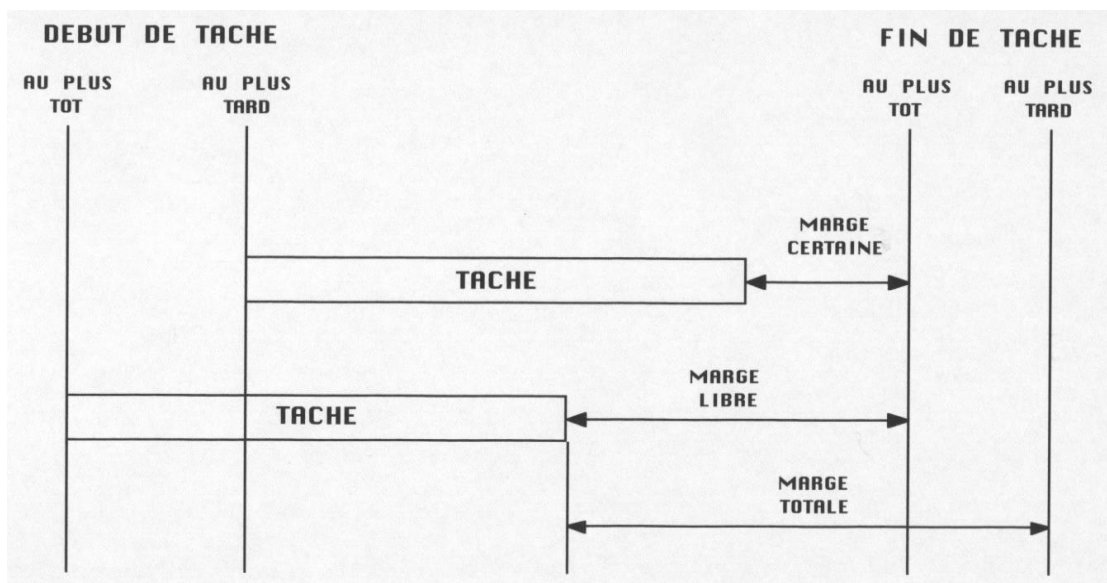 DEBUT DE TACHE
FIN DE TACHE
AU PLUS
TOT
AU PLUS
TARD
AU PLUS
TOT
AU PLUS
TARD
MARGE
CERTAINE
TACHE
MARGE
LIBRE
TACHE
MARGE
TOTALE